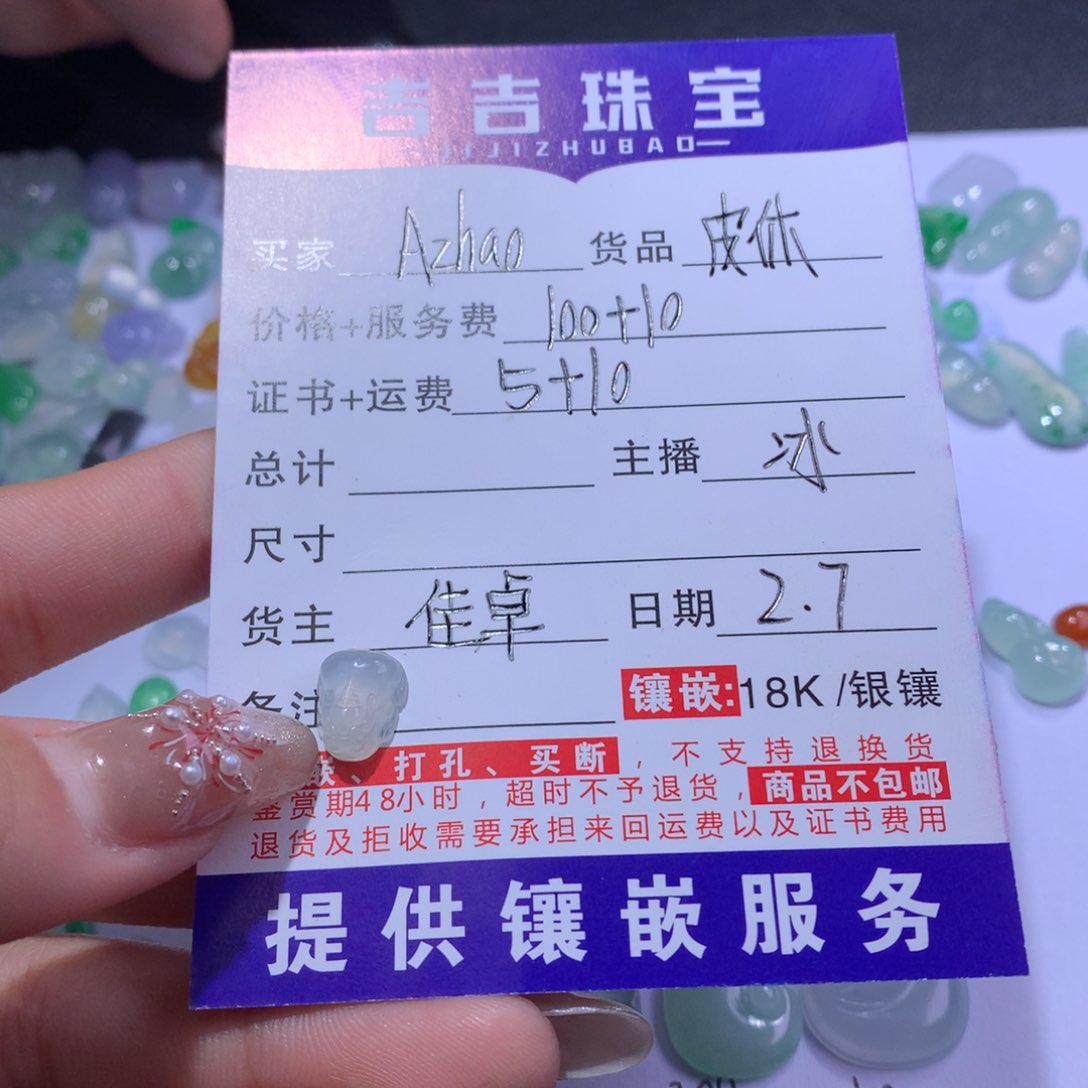 吉吉珠宝
JIJIZHUBAO
买家 Azhao 货品 皮休
价格+服务费 100+10
证书+运费 5+10
总计 主播 冰
尺寸
货主 佳卓 日期 2.7
备注 镶嵌:18K/银镶
嵌、打孔、买断,不支持退换货
鉴赏期48小时,超时不予退货,商品不包邮
退货及拒收需要承担来回运费以及证书费用
提供镶嵌服务